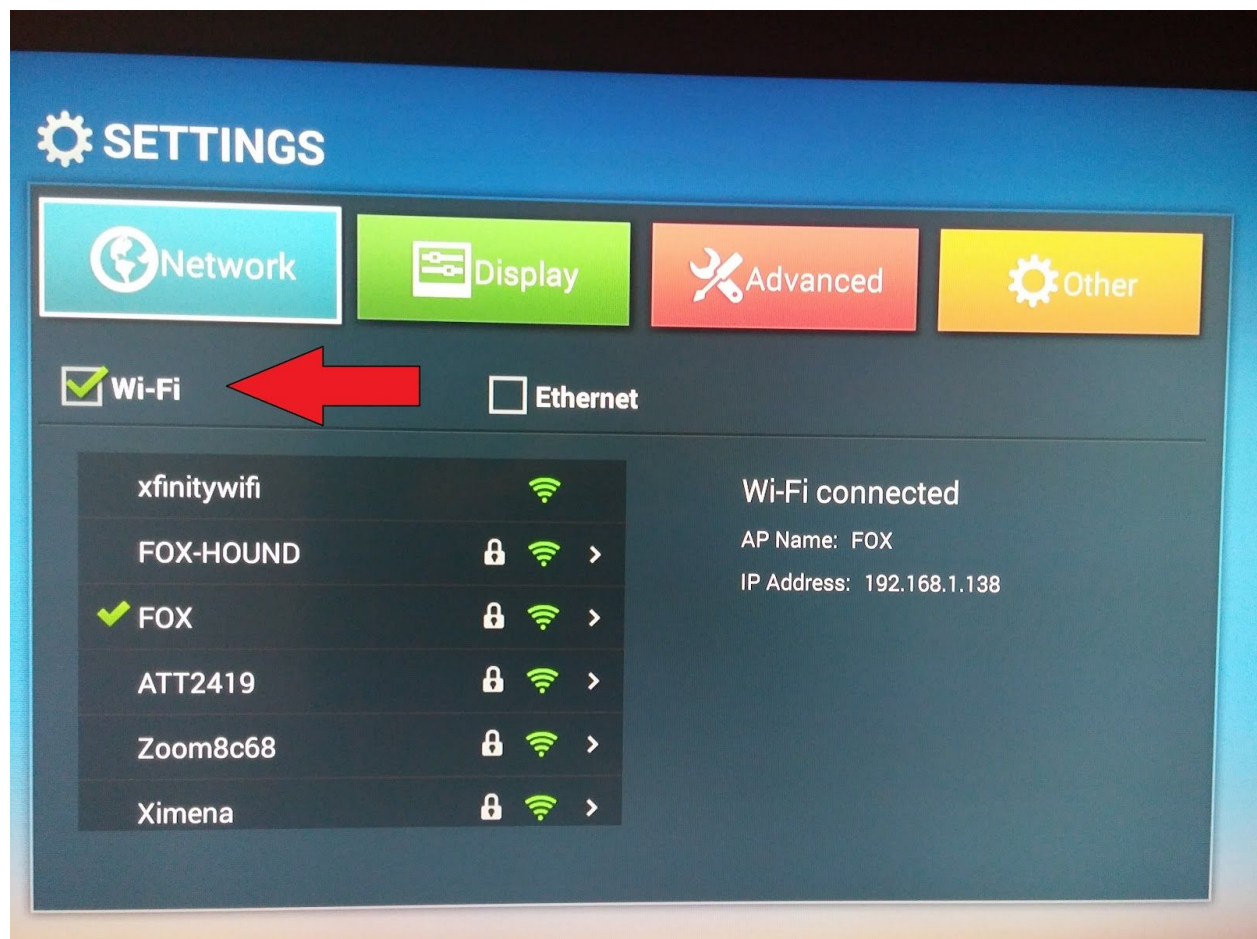 SETTINGS
Network Display Advanced Other
Wi-Fi Ethernet
xfinitywifi
FOX-HOUND
FOX
ATT2419
Zoom8c68
Ximena
Wi-Fi connected
AP Name: FOX
IP Address: 192.168.1.138